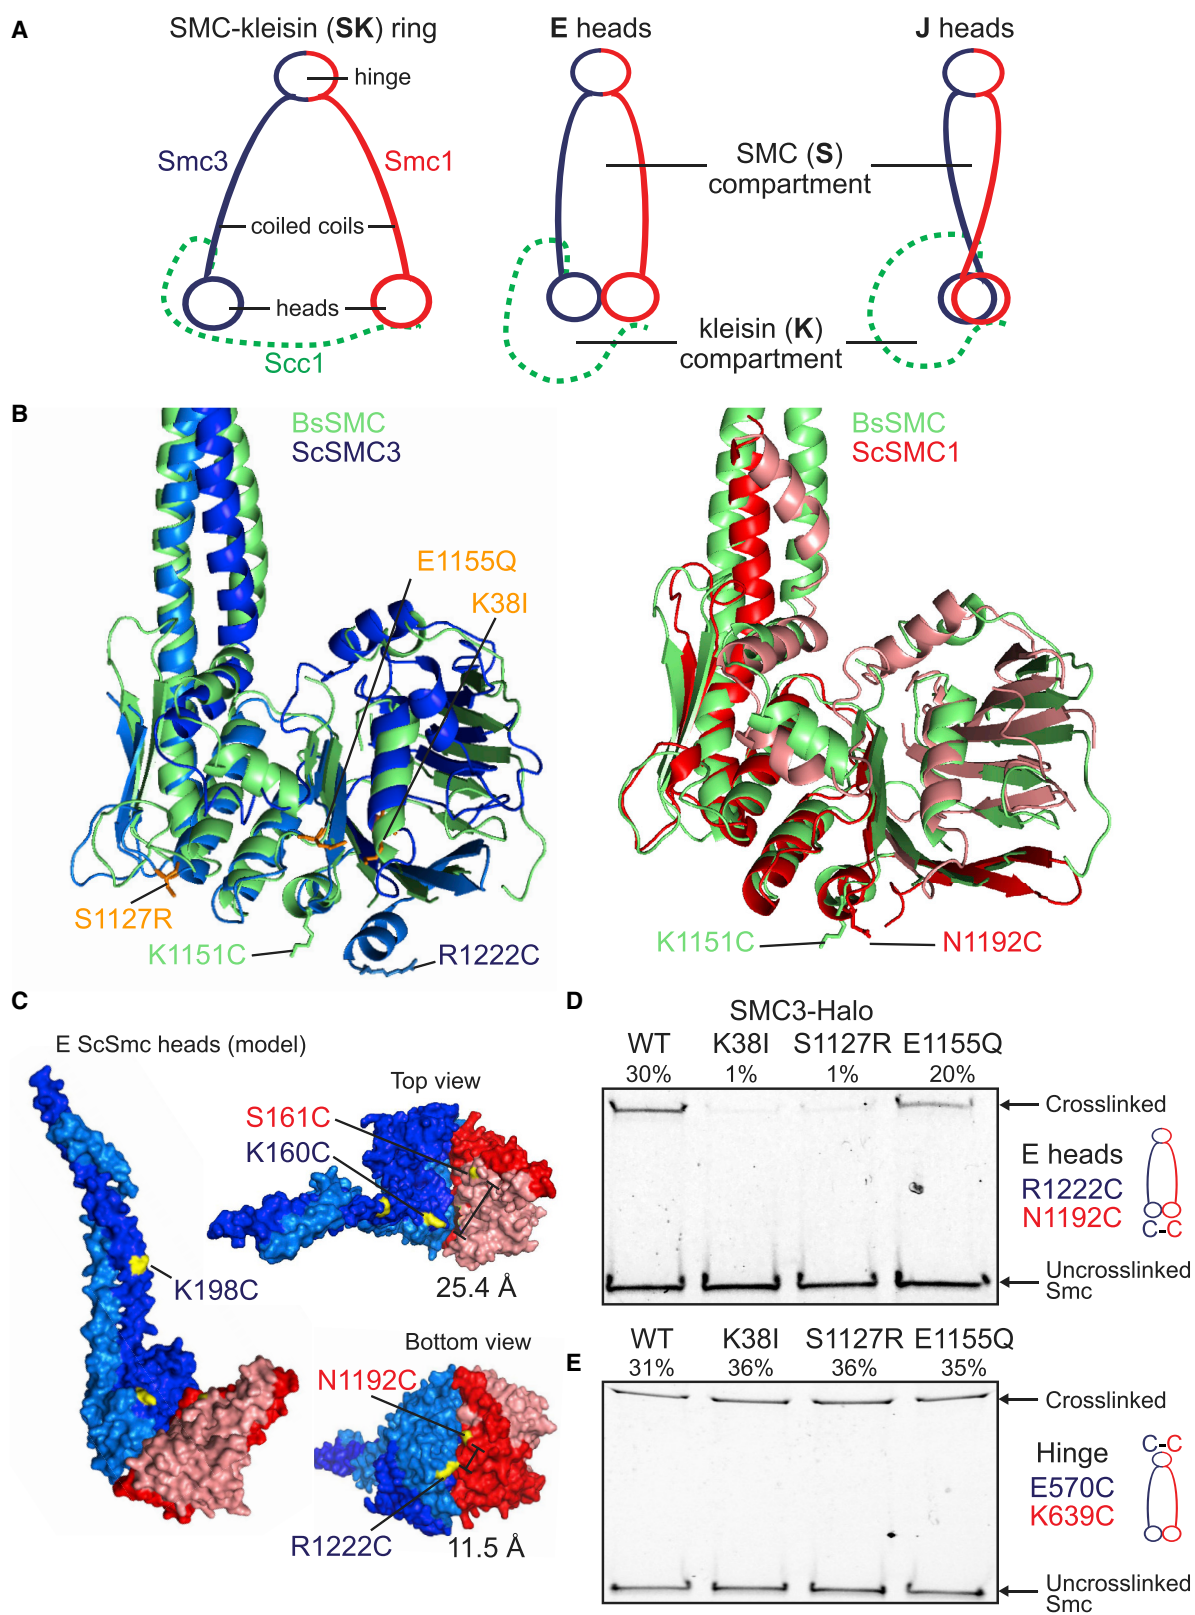 A
SMC-kleisin (SK) ring
E heads
J heads
hinge
Smc3
Smc1
SMC (S)
compartment
coiled coils
heads
Scc1
kleisin (K)
compartment
B
BsSMC
ScSMC3
E1155Q
K38I
S1127R
K1151C
R1222C
BsSMC
ScSMC1
K1151C
N1192C
C
E ScSmc heads (model)
Top view
S161C
K160C
K198C
25.4 Å
Bottom view
N1192C
R1222C
11.5 Å
D
SMC3-Halo
WT K38I S1127R E1155Q
30% 1% 1% 20%
Crosslinked
E heads
R1222C
N1192C
C-C
Uncrosslinked
Smc
E
WT K38I S1127R E1155Q
31% 36% 36% 35%
Crosslinked
C-C
Hinge
E570C
K639C
Uncrosslinked
Smc